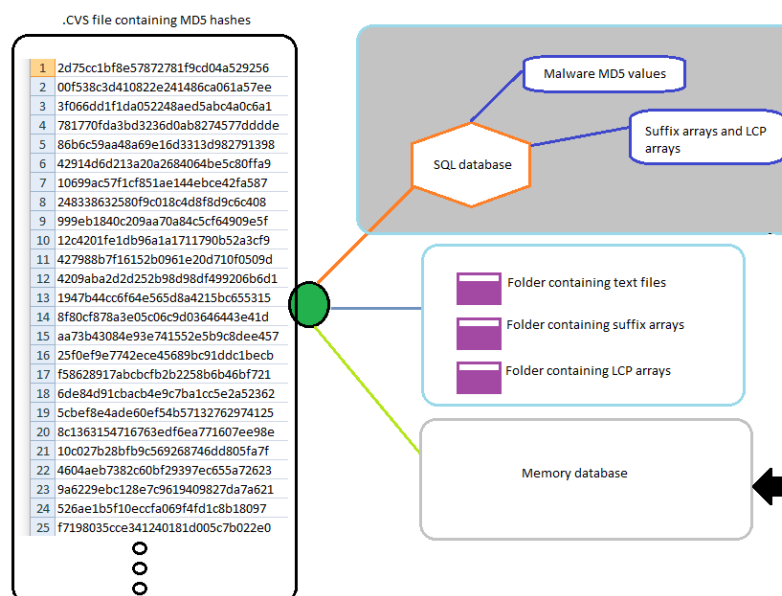 .CVS file containing MD5 hashes
1 2d75cc1bf8e57872781f9cd04a529256
2 00f538c3d410822e241486ca061a57ee
3 3f066dd1f1da052248aed5abc4a0c6a1
4 781770fda3bd3236d0ab8274577dddde
5 86b6c59aa48a69e16d3313d982791398
6 42914d6d213a20a2684064be5c80ffa9
7 10699ac57f1cf851ae144ebce42fa587
8 248338632580f9c018c4d8f8d9c6c408
9 999eb1840c209aa70a84c5cf64909e5f
10 12c4201fe1db96a1a1711790b52a3cf9
11 427988b7f16152b0961e20d710f0509d
12 4209aba2d2d252b98d98df499206b6d1
13 1947b44cc6f64e565d8a4215bc655315
14 8f80cf878a3e05c06c9d03646443e41d
15 aa73b43084e93e741552e5b9c8dee457
16 25f0ef9e7742ece45689bc91ddc1becb
17 f58628917abcbcfb2b2258b6b46bf721
18 6de84d91cbacb4e9c7ba1cc5e2a52362
19 5cbef8e4ade60ef54b57132762974125
20 8c1363154716763edf6ea771607ee98e
21 10c027b28bfb9c569268746dd805fa7f
22 4604aeb7382c60bf29397ec655a72623
23 9a6229ebc128e7c9619409827da7a621
24 526ae1b5f10eccfa069f4fd1c8b18097
25 f7198035cce341240181d005c7b022e0
Malware MD5 values
Suffix arrays and LCP
arrays
SQL database
Folder containing text files
Folder containing suffix arrays
Folder containing LCP arrays
Memory database